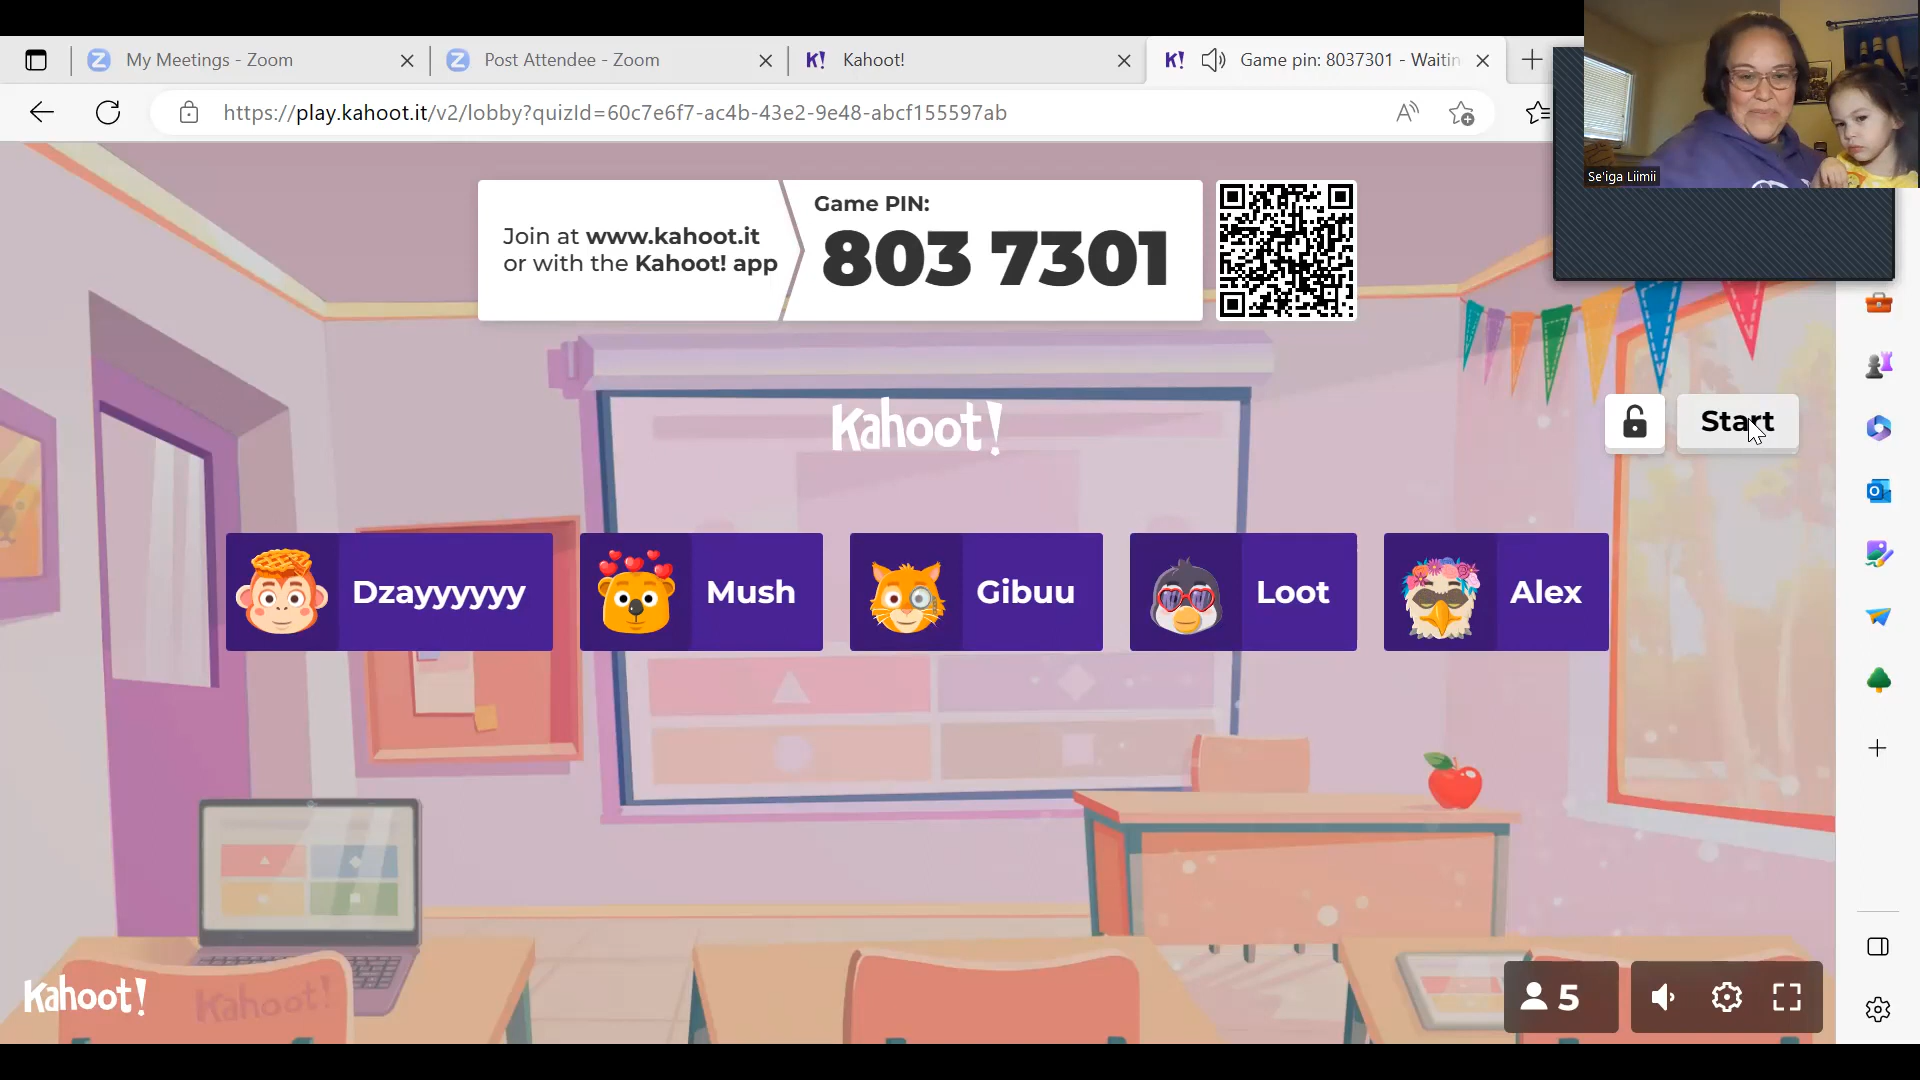 My Meetings - Zoom
Post Attendee - Zoom
Kahoot!
Game pin: 8037301 - Waitin
https://play.kahoot.it/v2/lobby?quizId=60c7e6f7-ac4b-43e2-9e48-abcf155597ab
Se'iga Liimii
Join at www.kahoot.it
or with the Kahoot! app
Game PIN:
803 7301
Kahoot!
Start
Dzayyyyyy
Mush
Gibuu
Loot
Alex
Kahoot!
Kahoot!
5